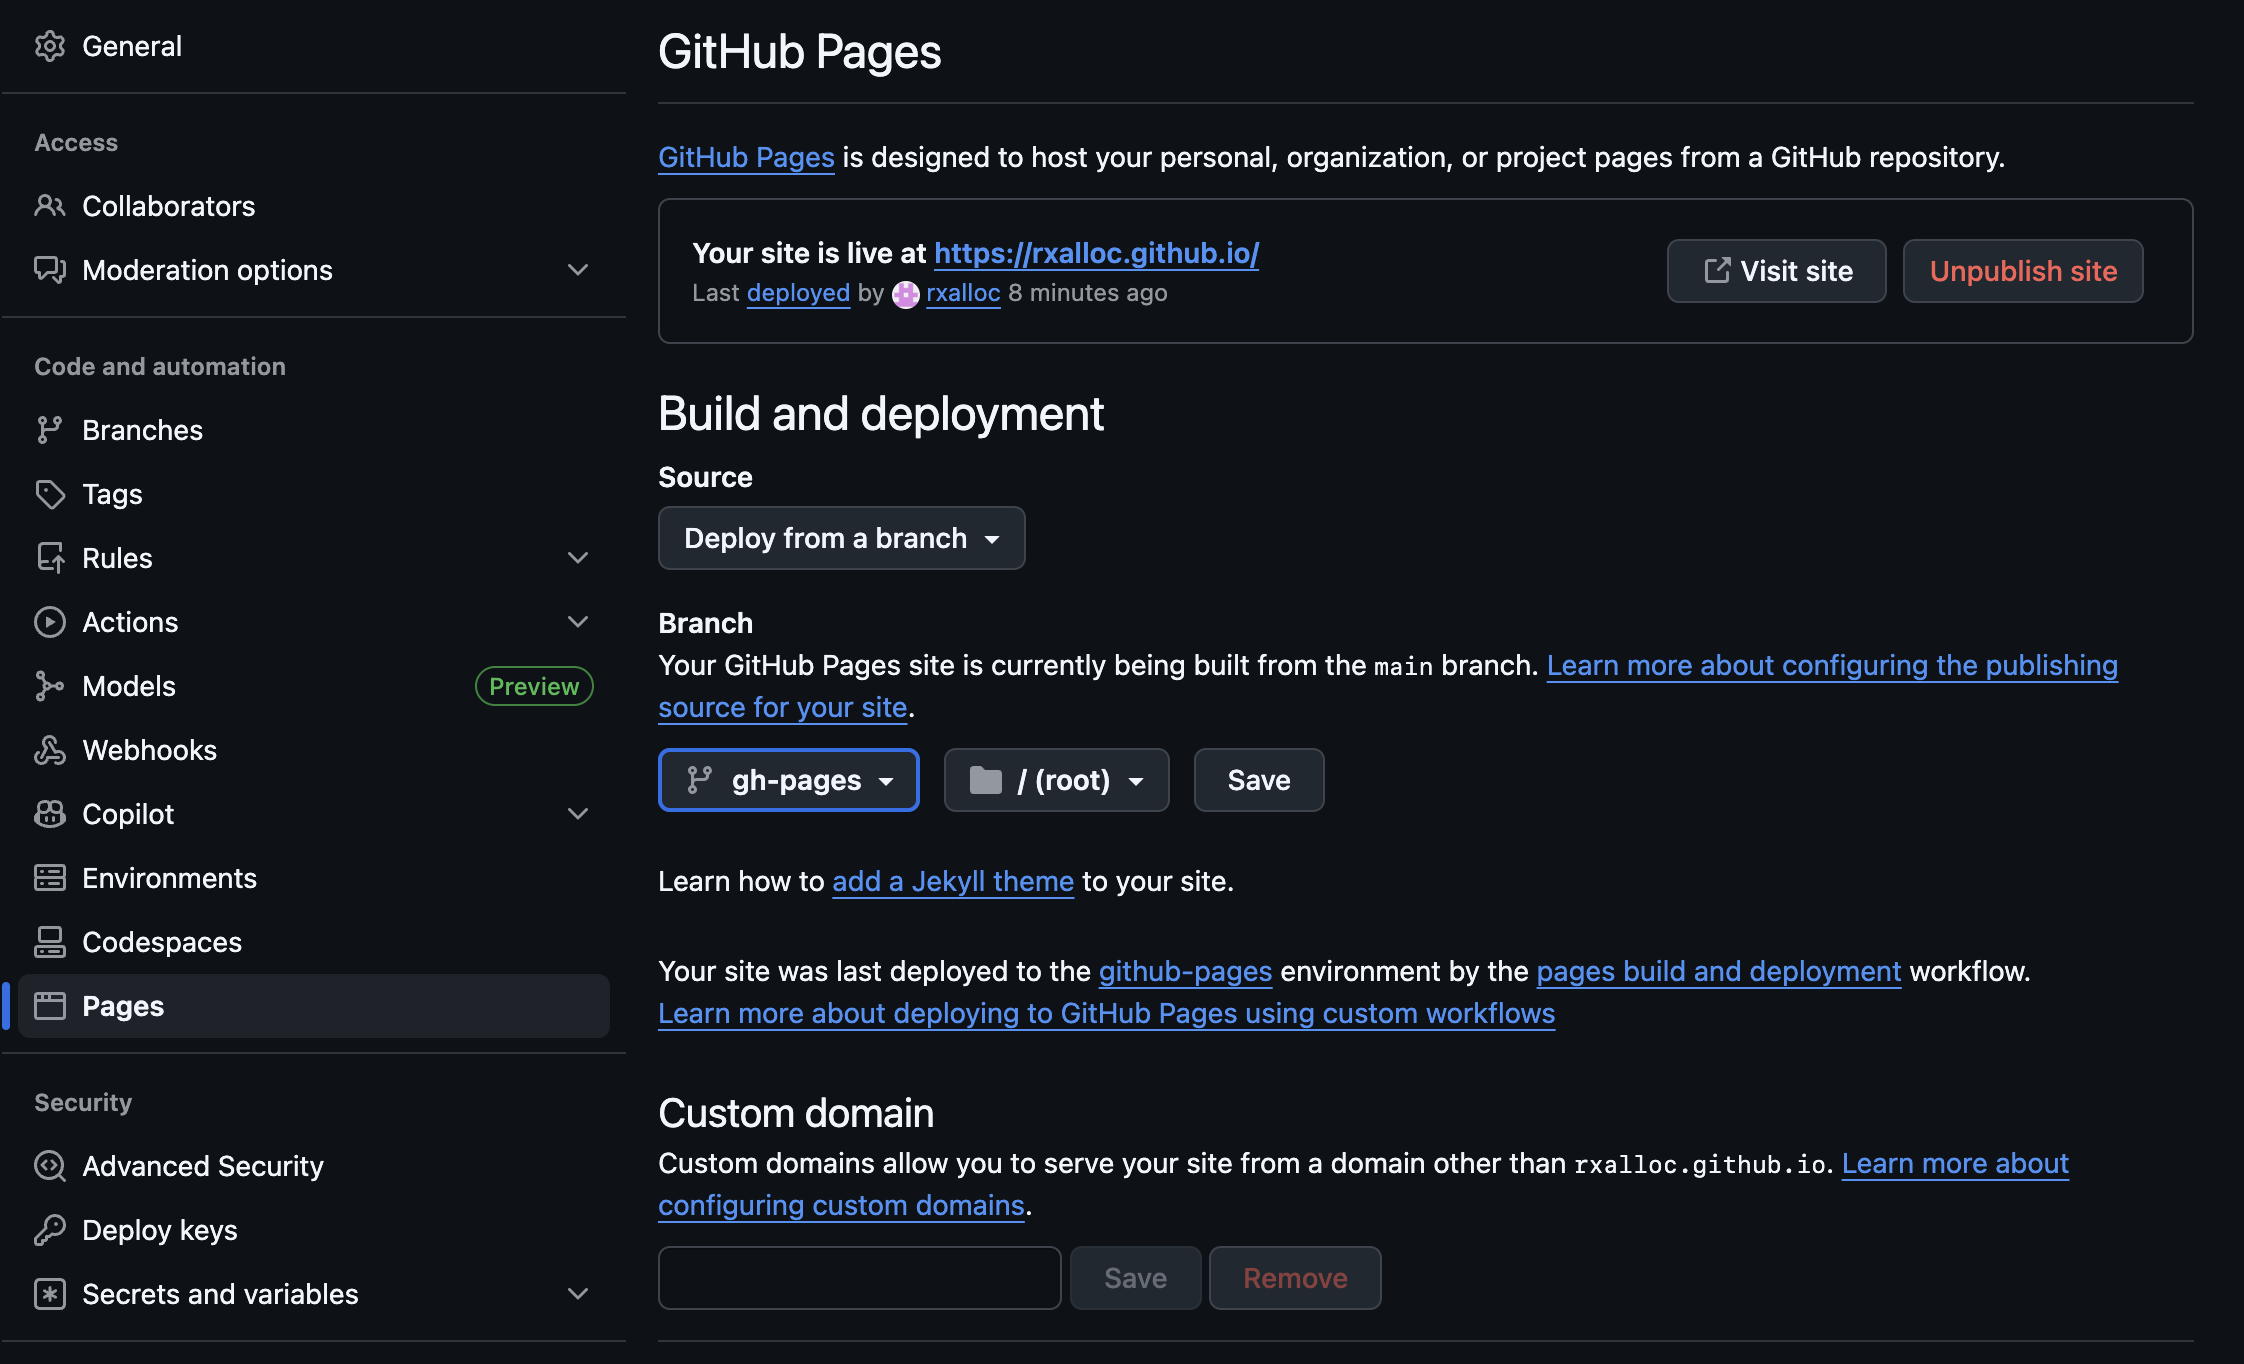 General
Access
Collaborators
Moderation options
Code and automation
Branches
Tags
Rules
Actions
Models Preview
Webhooks
Copilot
Environments
Codespaces
Pages
Security
Advanced Security
Deploy keys
Secrets and variables
GitHub Pages
GitHub Pages is designed to host your personal, organization, or project pages from a GitHub repository.
Your site is live at https://rxalloc.github.io/
Last deployed by rxalloc 8 minutes ago
Visit site
Unpublish site
Build and deployment
Source
Deploy from a branch
Branch
Your GitHub Pages site is currently being built from the main branch. Learn more about configuring the publishing
source for your site.
gh-pages / (root) Save
Learn how to add a Jekyll theme to your site.
Your site was last deployed to the github-pages environment by the pages build and deployment workflow.
Learn more about deploying to GitHub Pages using custom workflows
Custom domain
Custom domains allow you to serve your site from a domain other than rxalloc.github.io. Learn more about
configuring custom domains.
Save Remove